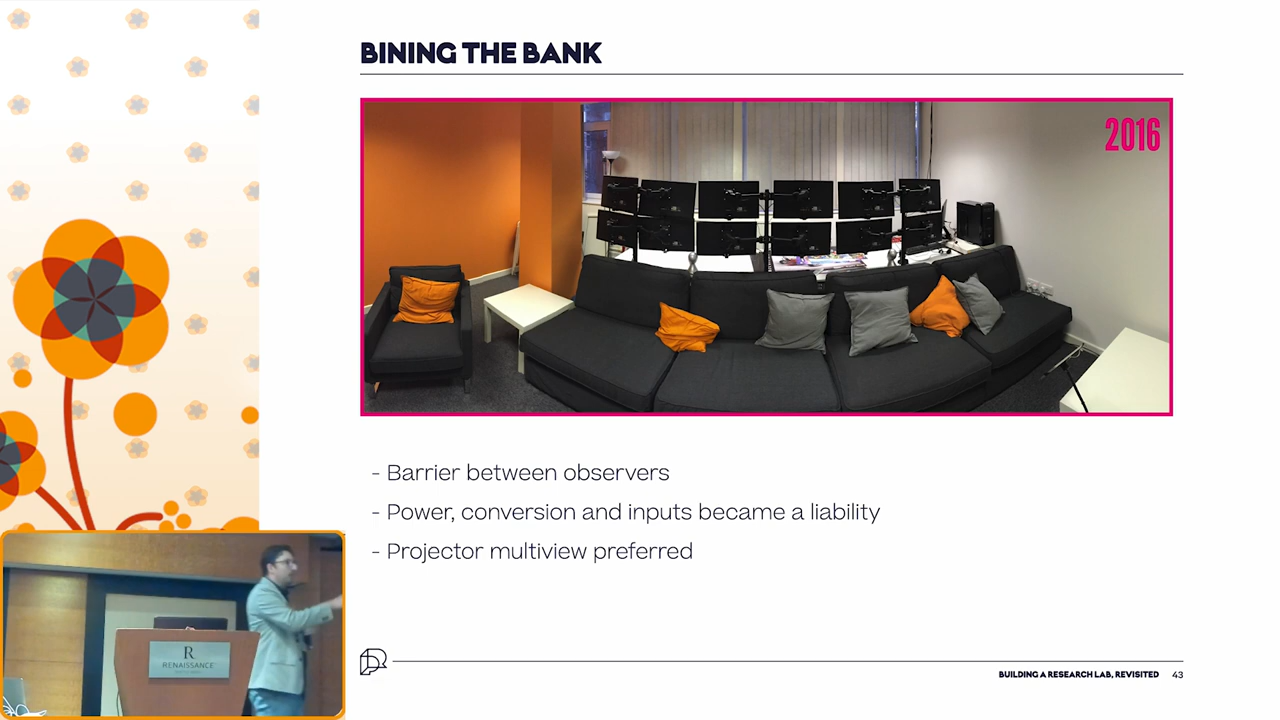 BINING THE BANK
2016
- Barrier between observers
- Power, conversion and inputs became a liability
- Projector multiview preferred
R
RENAISSANCE
BUILDING A RESEARCH LAB, REVISITED 43